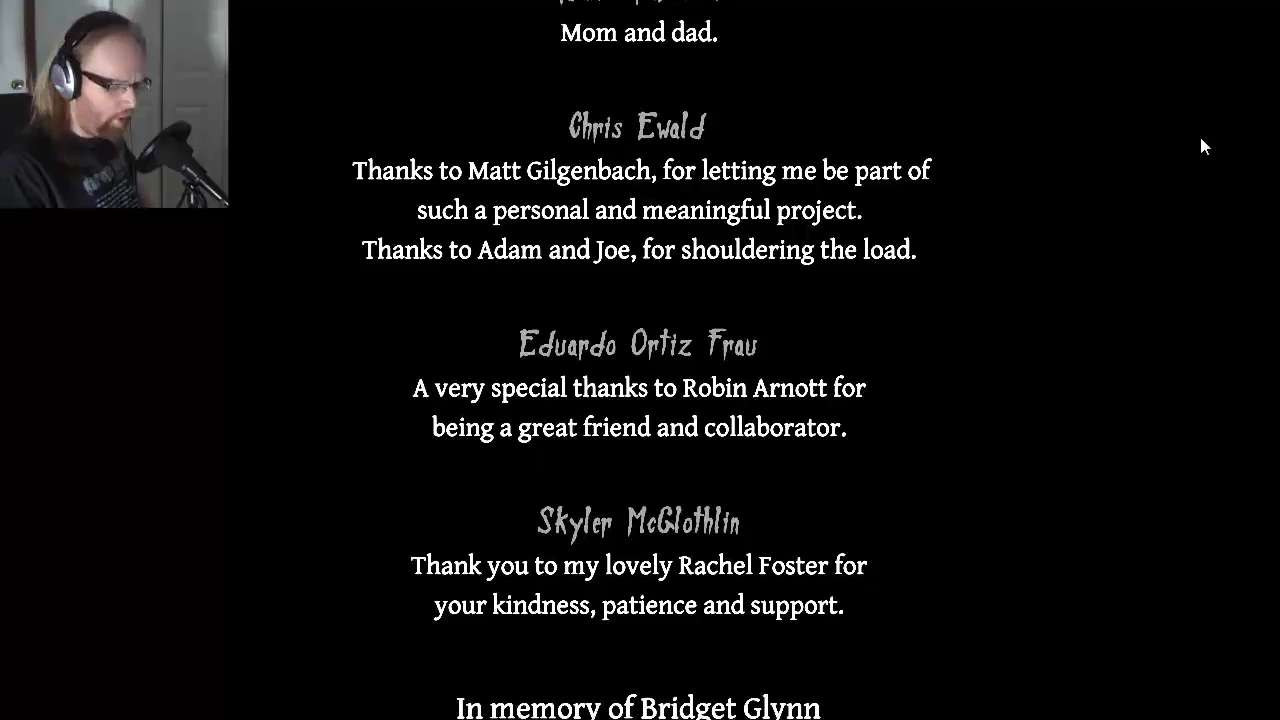 Mom and dad.
Chris Ewald
Thanks to Matt Gilgenbach, for letting me be part of
such a personal and meaningful project.
Thanks to Adam and Joe, for shouldering the load.
Eduardo Ortiz Frau
A very special thanks to Robin Arnott for
being a great friend and collaborator.
Skyler McGlothlin
Thank you to my lovely Rachel Foster for
your kindness, patience and support.
In memory of Bridget Glynn